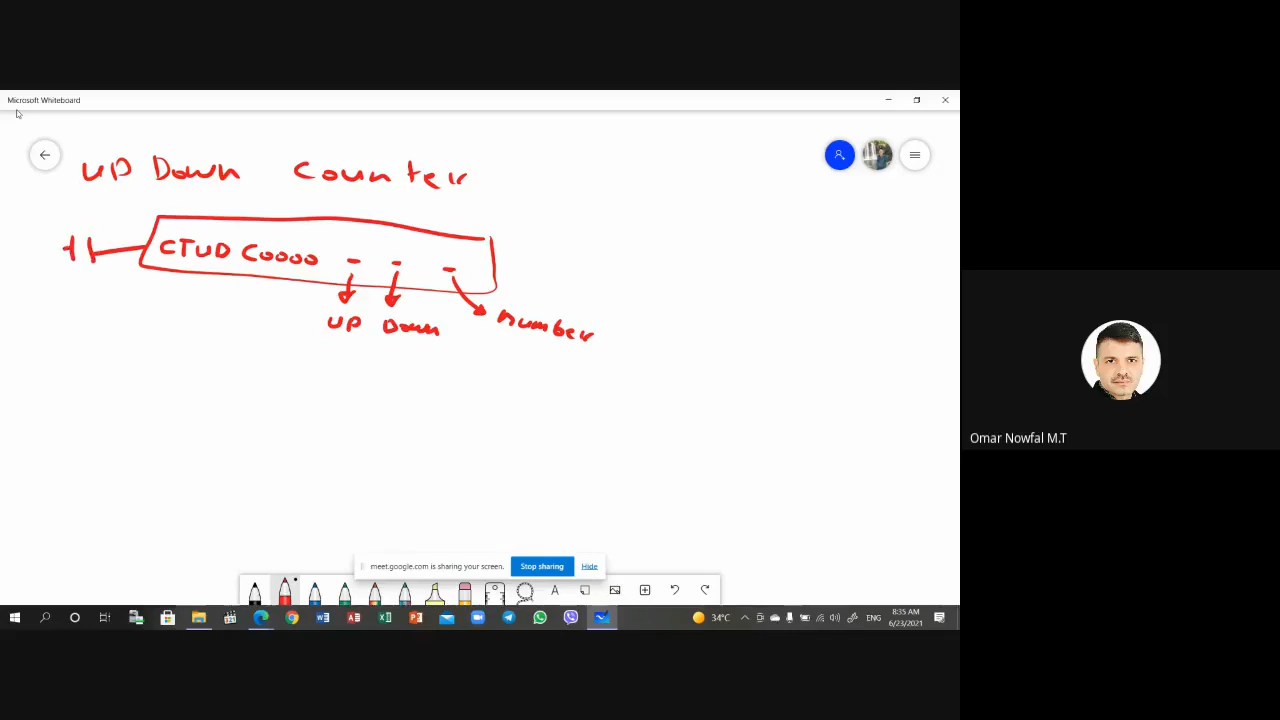 Microsoft Whiteboard
UP Down Counter
CTUD C0000 - - -
UP Down number
Omar Nowfal M.T
meet.google.com is sharing your screen.
Stop sharing
Hide
A
34°C
ENG
8:35 AM
6/23/2021